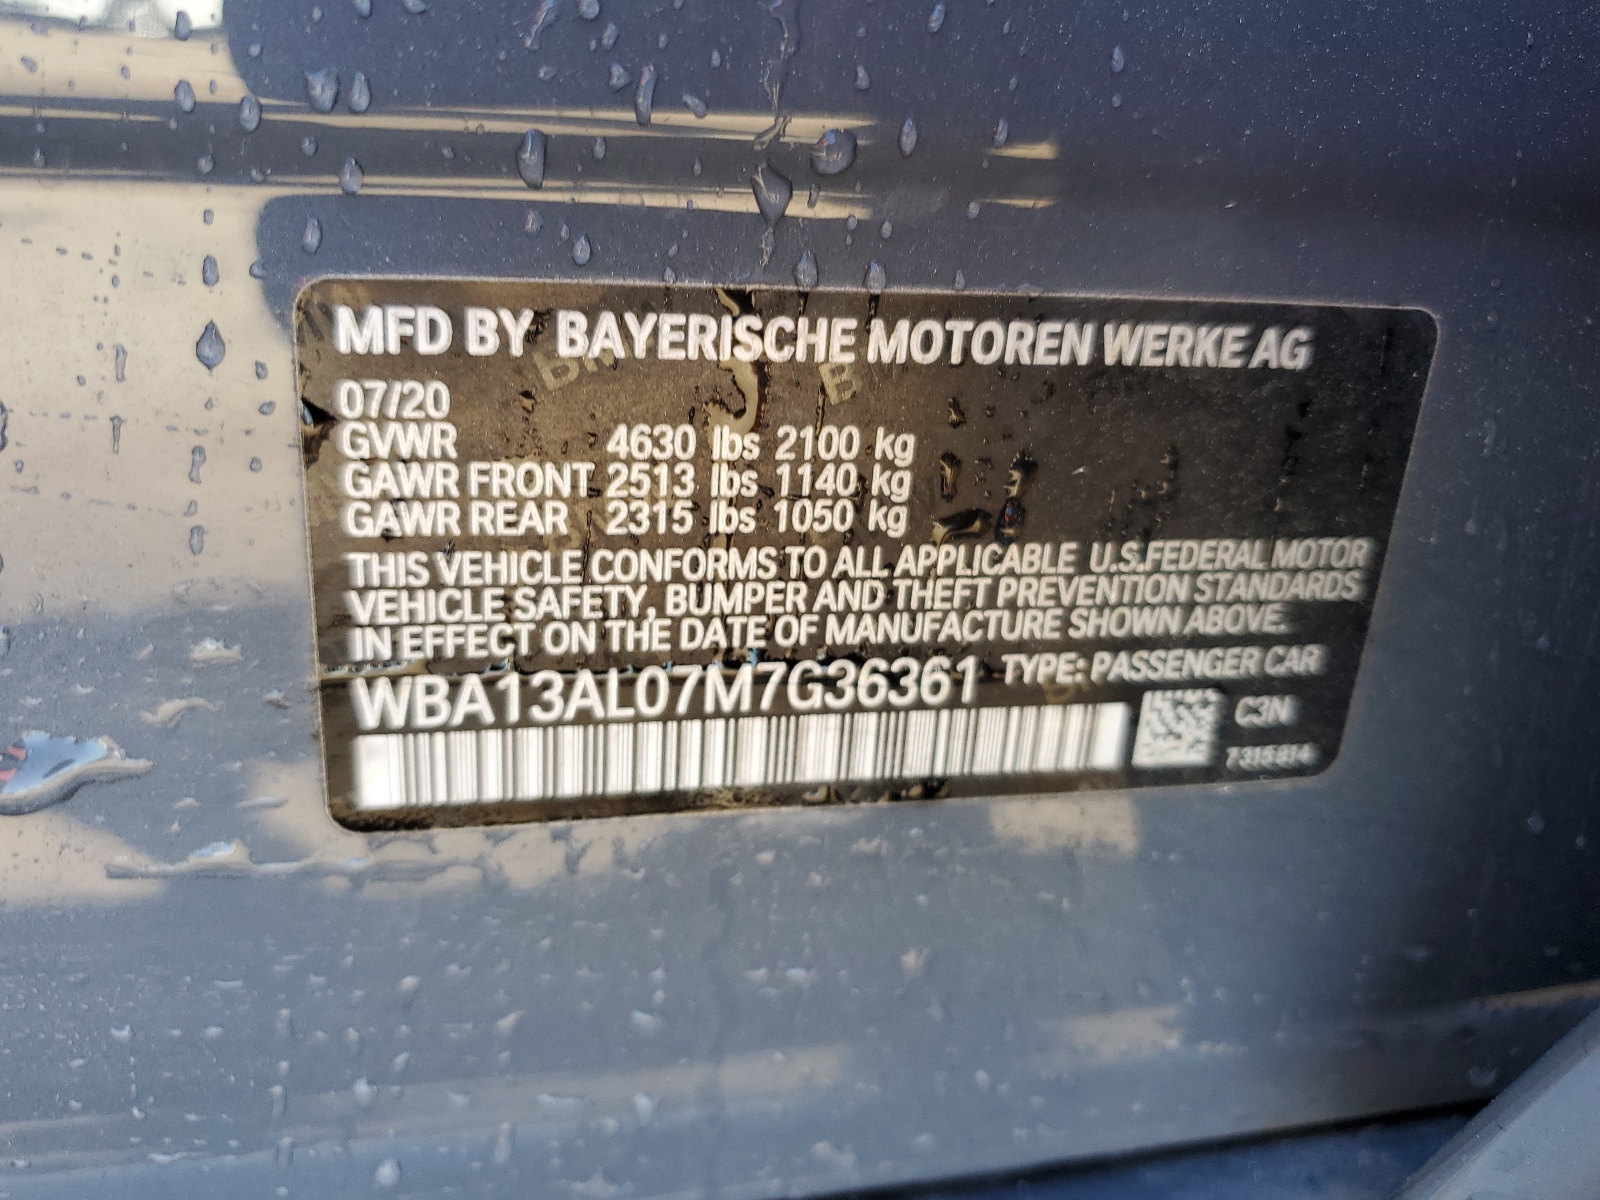 MFD BY BAYERISCHE MOTOREN WERKE AG
07/20
GVWR 4630 lbs 2100 kg
GAWR FRONT 2513 lbs 1140 kg
GAWR REAR 2315 lbs 1050 kg
THIS VEHICLE CONFORMS TO ALL APPLICABLE U.S.FEDERAL MOTOR
VEHICLE SAFETY, BUMPER AND THEFT PREVENTION STANDARDS
IN EFFECT ON THE DATE OF MANUFACTURE SHOWN ABOVE.
WBA13AL07M7G36361 TYPE: PASSENGER CAR
C3N
7315814